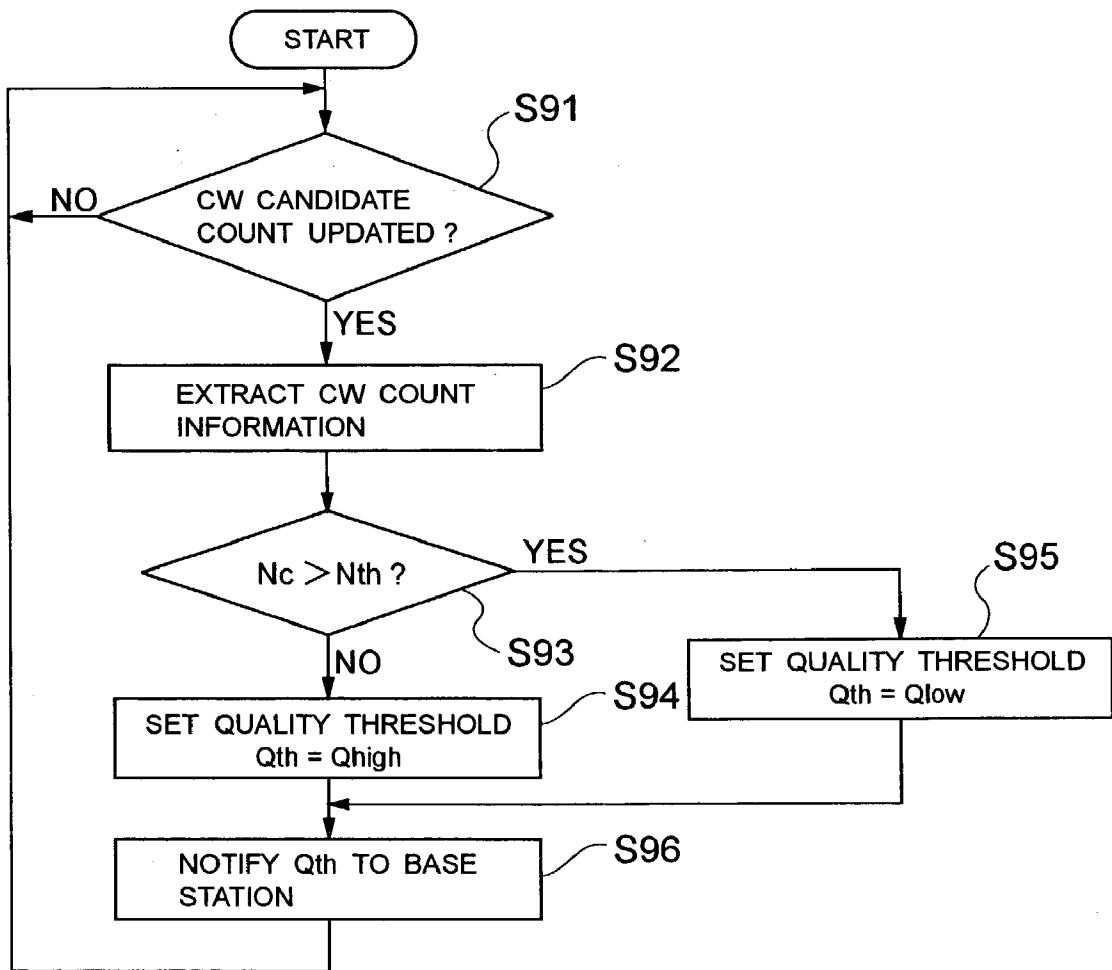 START
S91
NO
CW CANDIDATE
COUNT UPDATED ?
YES
S92
EXTRACT CW COUNT
INFORMATION
YES
S95
Nc > Nth ?
S93
NO
SET QUALITY THRESHOLD
Qth = Qlow
S94
SET QUALITY THRESHOLD
Qth = Qhigh
S96
NOTIFY Qth TO BASE
STATION